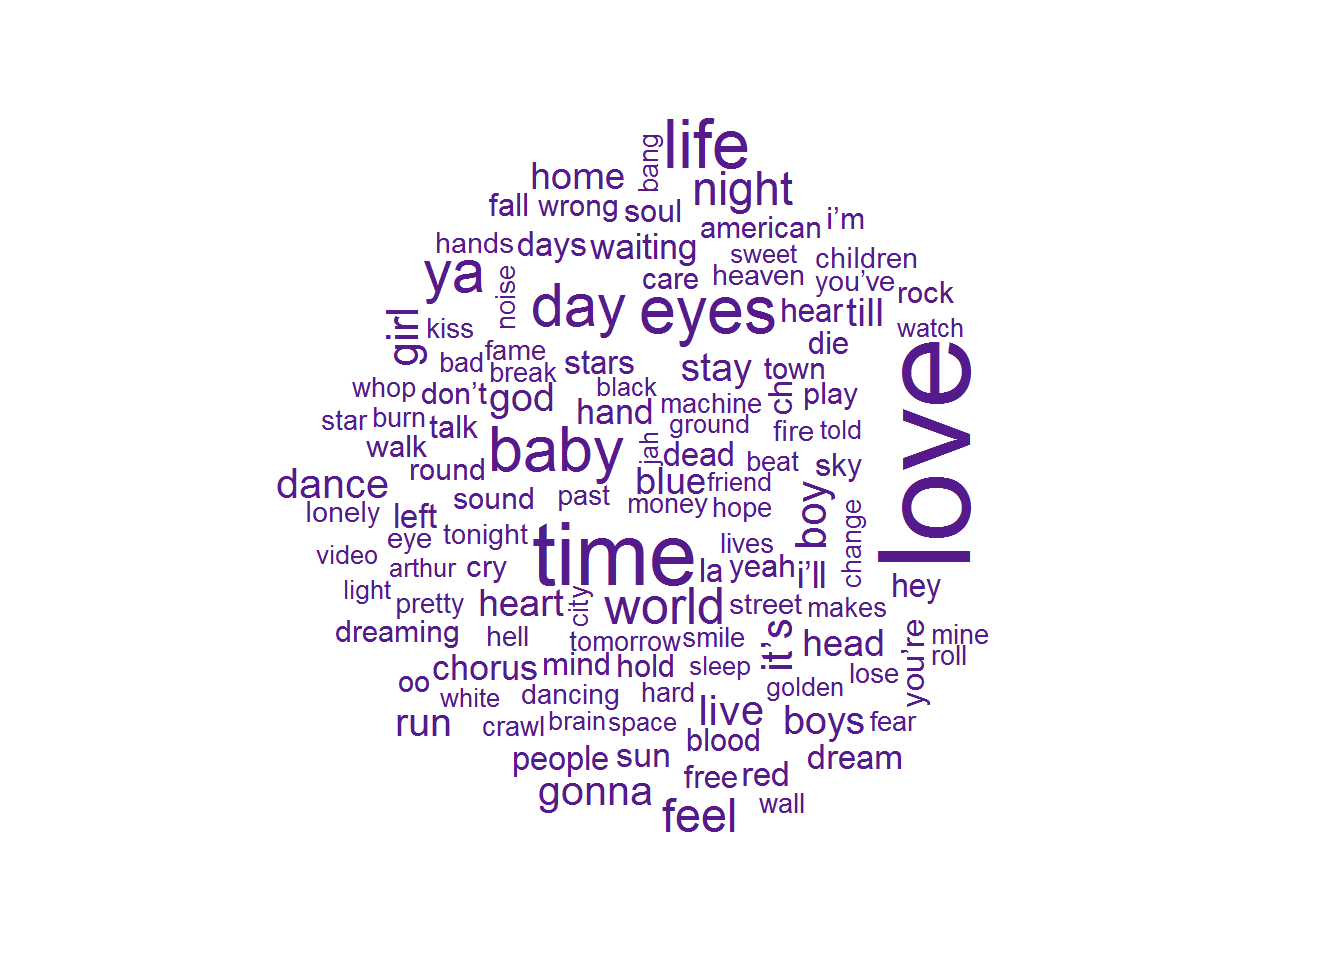 life
bang
home
night
fall wrong soul
american i’m
hands days waiting
sweet children
ya
noise
care heaven you’ve
day eyes hear till rock
girl kiss
watch
die
love
bad fame
break
stars stay town
whop don’t god black
hand machine ch play
star burn talk
ground fire told
walk
baby jah dead beat sky
round
dance sound past blue friend
lonely left money hope boy change
eye tonight time lives
video
arthur cry la yeah i’ll hey
light pretty heart city world street makes
dreaming hell tomorrow smile it’s head you’re mine
roll
oo chorus mind hold sleep lose
white dancing hard golden
run crawl brain space live boys fear
blood
people sun dream
gonna free red
feel wall